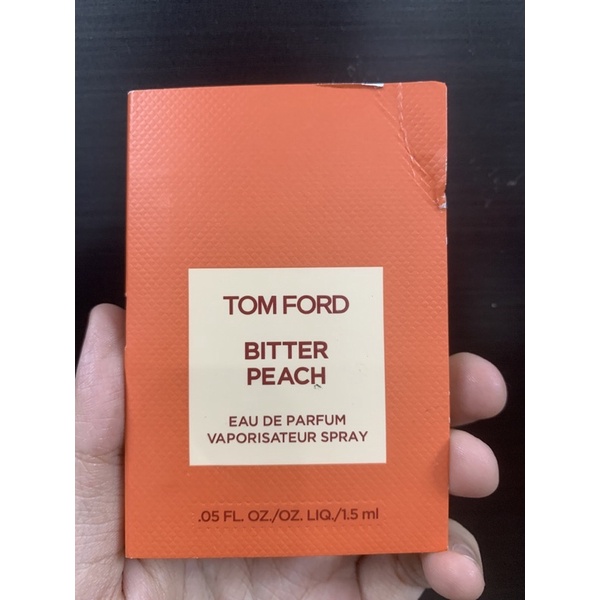 TOM FORD
BITTER
PEACH
EAU DE PARFUM
VAPORISATEUR SPRAY
.05 FL. OZ./OZ. LIQ./1.5 ml